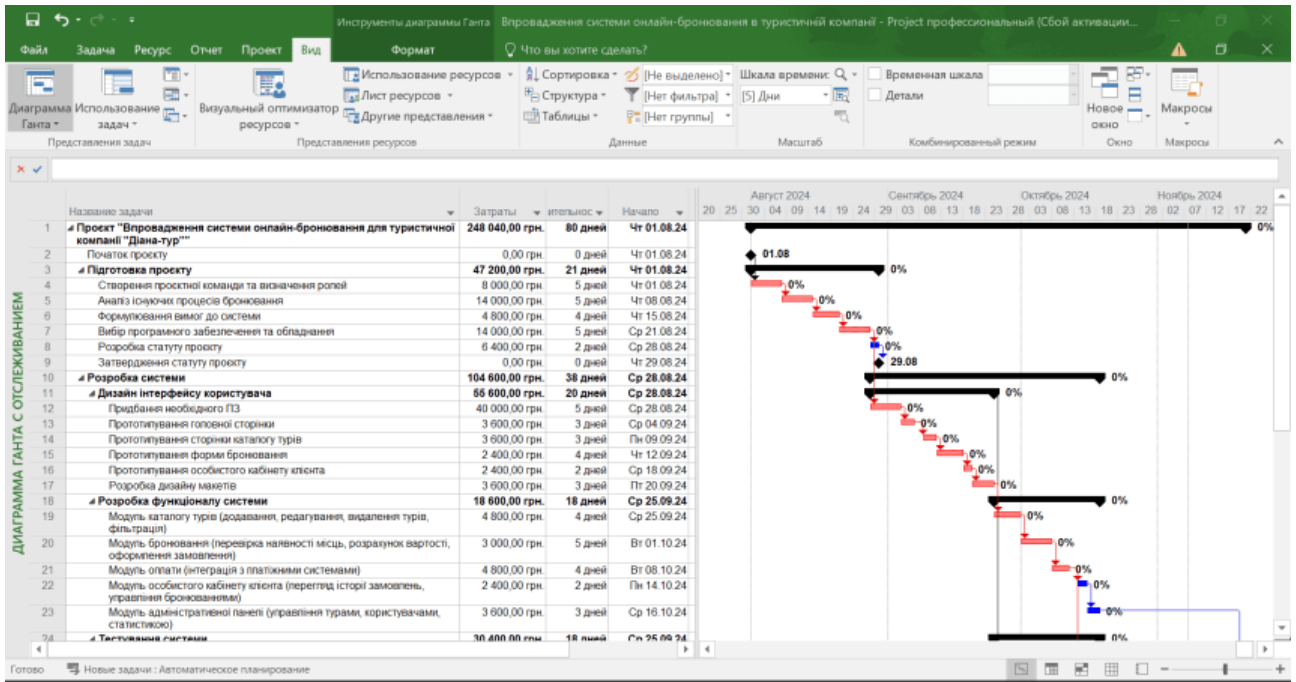 Инструменты диаграммы Ганта Впровадження системи онлайн-бронювання в туристичній компанії - Project профессиональный (Сбой активации...
Файл Задача Ресурс Отчет Проект Вид Формат Что вы хотите сделать?
Использование ресурсов Сортировка [Не выделено] Шкала времени: Временная шкала
Лист ресурсов Структура [Нет фильтра] [5] Дни Детали
Диаграмма Ганта Использование задач Визуальный оптимизатор ресурсов Другие представления Таблицы [Нет группы] Новое окно Макросы
Представления задач Представления ресурсов Данные Масштаб Комбинированный режим Окно Макросы
Август 2024 Сентябрь 2024 Октябрь 2024 Ноябрь 2024
Название задачи Затраты ительнос Начало 20 25 30 04 09 14 19 24 29 03 08 13 18 23 28 03 08 13 18 23 28 02 07 12 17 22
1 Проєкт "Впровадження системи онлайн-бронювання для туристичної 248 040,00 грн. 80 дней Чт 01.08.24 0%
компанії "Діана-тур""
2 Початок проєкту 0,00 грн. 0 дней Чт 01.08.24 01.08
3 Підготовка проєкту 47 200,00 грн. 21 дней Чт 01.08.24 0%
4 Створення проєктної команди та визначення ролей 8 000,00 грн. 5 дней Чт 01.08.24 0%
5 Аналіз існуючих процесів бронювання 14 000,00 грн. 5 дней Чт 08.08.24 0%
6 Формулювання вимог до системи 4 800,00 грн. 4 дней Чт 15.08.24 0%
7 Вибір програмного забезпечення та обладнання 14 000,00 грн. 5 дней Ср 21.08.24 0%
8 Розробка статуту проєкту 6 400,00 грн. 2 дней Ср 28.08.24 0%
9 Затвердження статуту проєкту 0,00 грн. 0 дней Чт 29.08.24 29.08
10 Розробка системи 104 600,00 грн. 38 дней Ср 28.08.24 0%
11 Дизайн інтерфейсу користувача 55 600,00 грн. 20 дней Ср 28.08.24 0%
12 Придбання необхідного ПЗ 40 000,00 грн. 5 дней Ср 28.08.24 0%
13 Прототипування головної сторінки 3 600,00 грн. 3 дней Ср 04.09.24 0%
14 Прототипування сторінки каталогу турів 3 600,00 грн. 3 дней Пн 09.09.24 0%
15 Прототипування форми бронювання 2 400,00 грн. 4 дней Чт 12.09.24 0%
16 Прототипування особистого кабінету клієнта 2 400,00 грн. 2 дней Ср 18.09.24 0%
17 Розробка дизайну макетів 3 600,00 грн. 3 дней Пт 20.09.24 0%
18 Розробка функціоналу системи 18 600,00 грн. 18 дней Ср 25.09.24 0%
19 Модуль каталогу турів (додавання, редагування, видалення турів, 4 800,00 грн. 4 дней Ср 25.09.24 0%
фільтрація)
20 Модуль бронювання (перевірка наявності місць, розрахунок вартості, 3 000,00 грн. 5 дней Вт 01.10.24 0%
оформлення замовлення)
21 Модуль оплати (інтеграція з платіжними системами) 4 800,00 грн. 4 дней Вт 08.10.24 0%
22 Модуль особистого кабінету клієнта (перегляд історії замовлень, 2 400,00 грн. 2 дней Пн 14.10.24 0%
управління бронюваннями)
23 Модуль адміністративної панелі (управління турами, користувачами, 3 600,00 грн. 3 дней Ср 16.10.24 0%
статистикою)
24 Тестування системи 30 400,00 грн. 18 дней Ср 25.09.24 0%
ДИАГРАММА ГАНТА С ОТСЛЕЖИВАНИЕМ
Готово Новые задачи : Автоматическое планирование